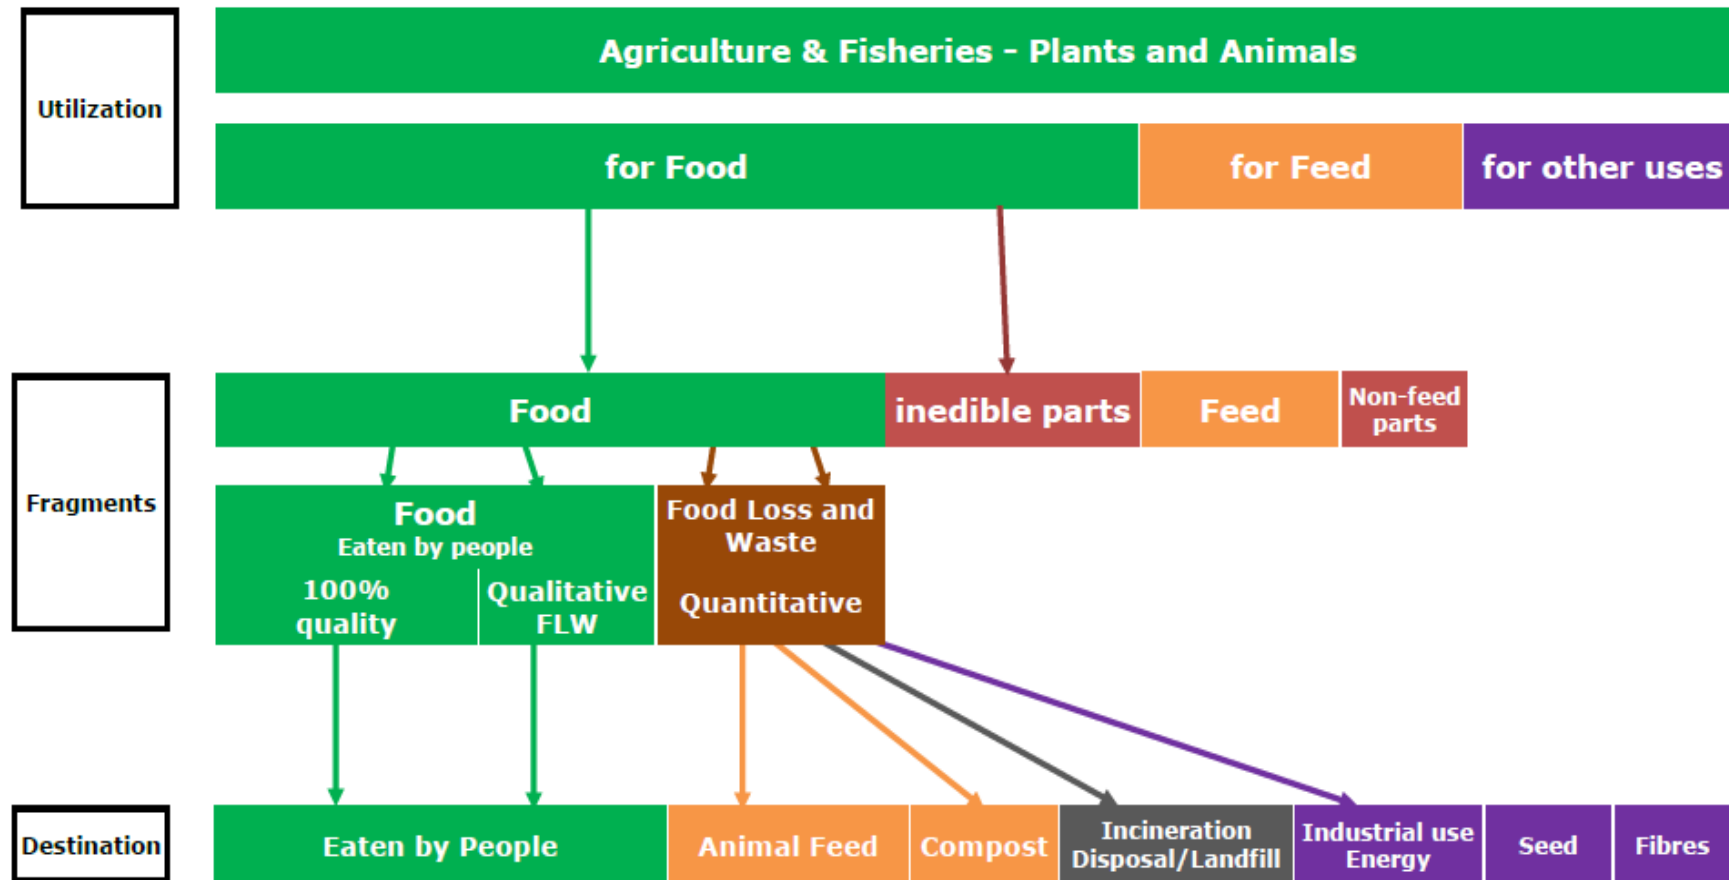 Utilization
Agriculture & Fisheries - Plants and Animals
for Food
for Feed
for other uses
Fragments
Food
inedible parts
Feed
Non-feed
parts
Food
Eaten by people
100%
quality
Qualitative
FLW
Food Loss and
Waste
Quantitative
Destination
Eaten by People
Animal Feed
Compost
Incineration
Disposal/Landfill
Industrial use
Energy
Seed
Fibres